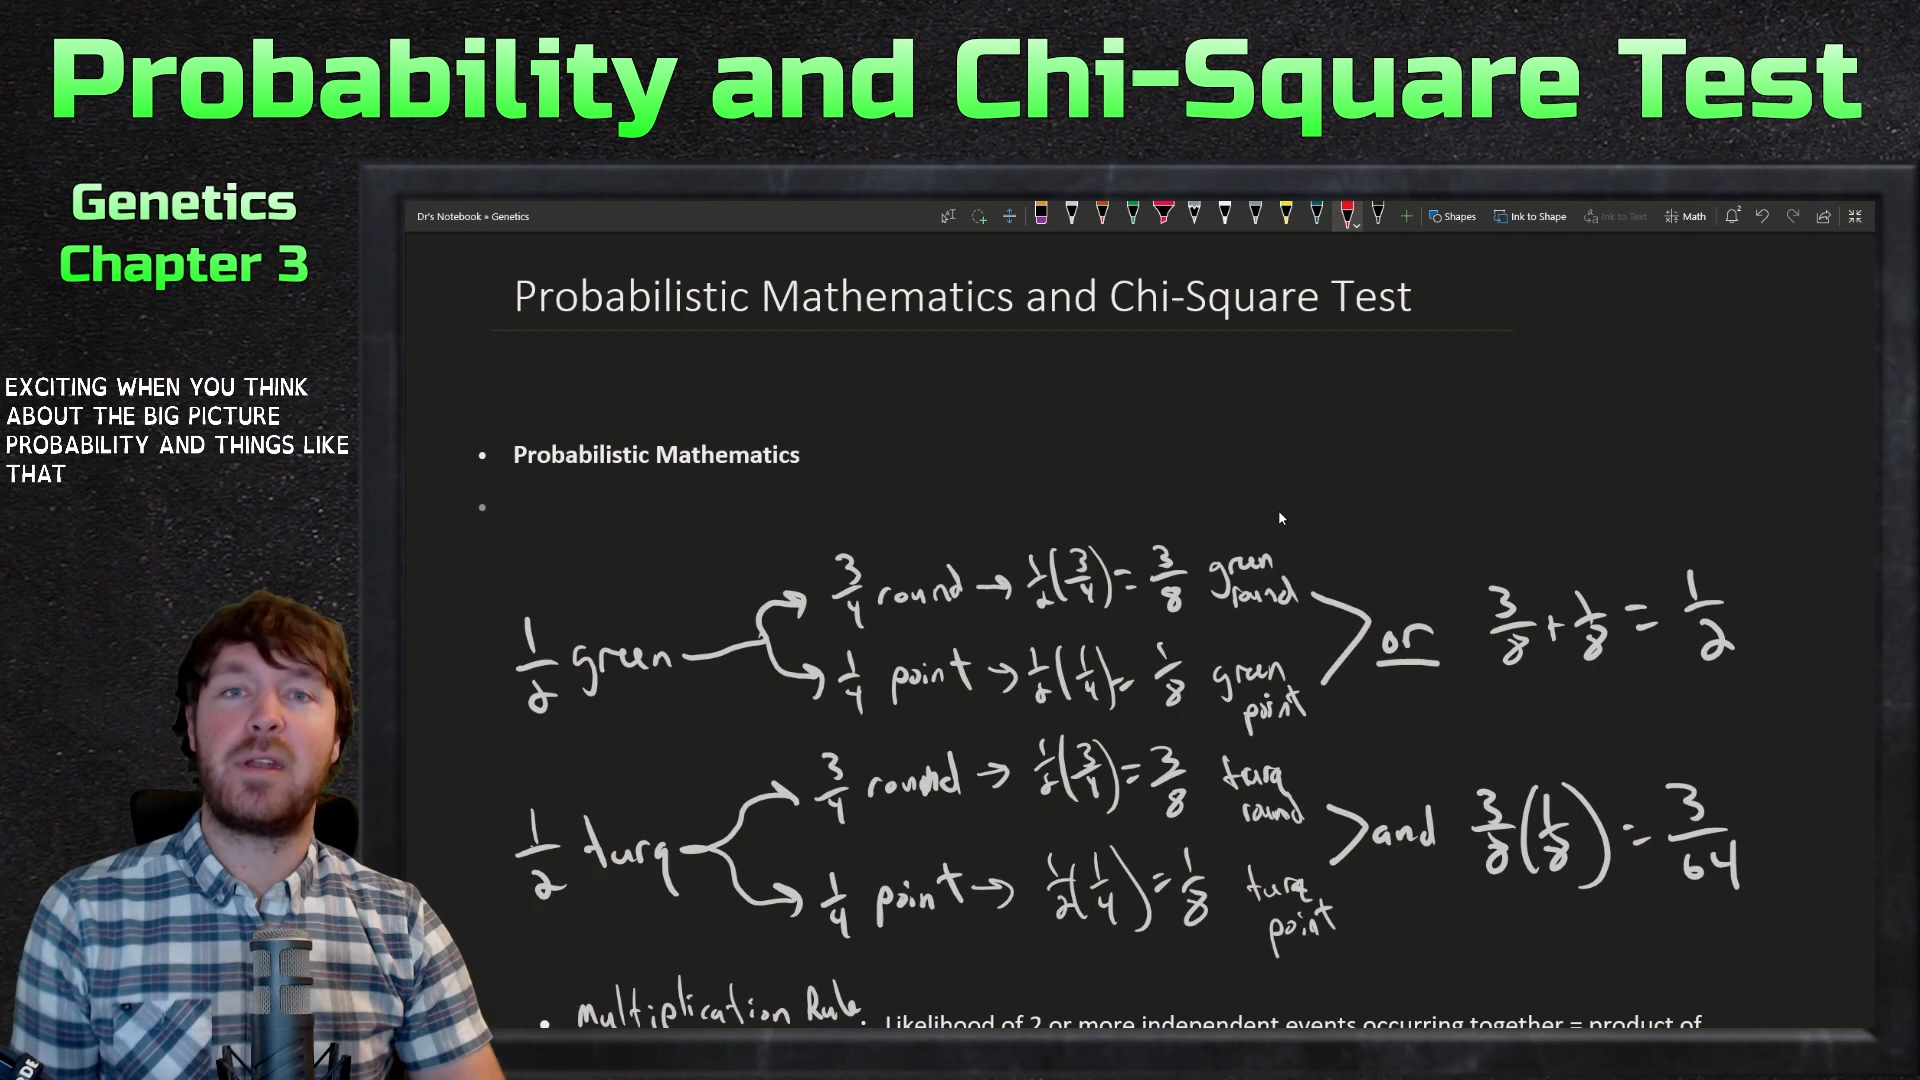 Probability and Chi-Square Test
Genetics
Chapter 3
EXCITING WHEN YOU THINK
ABOUT THE BIG PICTURE
PROBABILITY AND THINGS LIKE
THAT
Dr's Notebook » Genetics
Shapes
Ink to Shape
Ink to Text
Math
Probabilistic Mathematics and Chi-Square Test
• Probabilistic Mathematics
•
1/2 green
3/4 round → 1/2(3/4) = 3/8 green round
1/4 point → 1/2(1/4) = 1/8 green point
or 3/8 + 1/8 = 1/2
1/2 turq
3/4 round → 1/2(3/4) = 3/8 turq round
1/4 point → 1/2(1/4) = 1/8 turq point
and 3/8(1/8) = 3/64
• Multiplication Rule: Likelihood of 2 or more independent events occurring together = product of